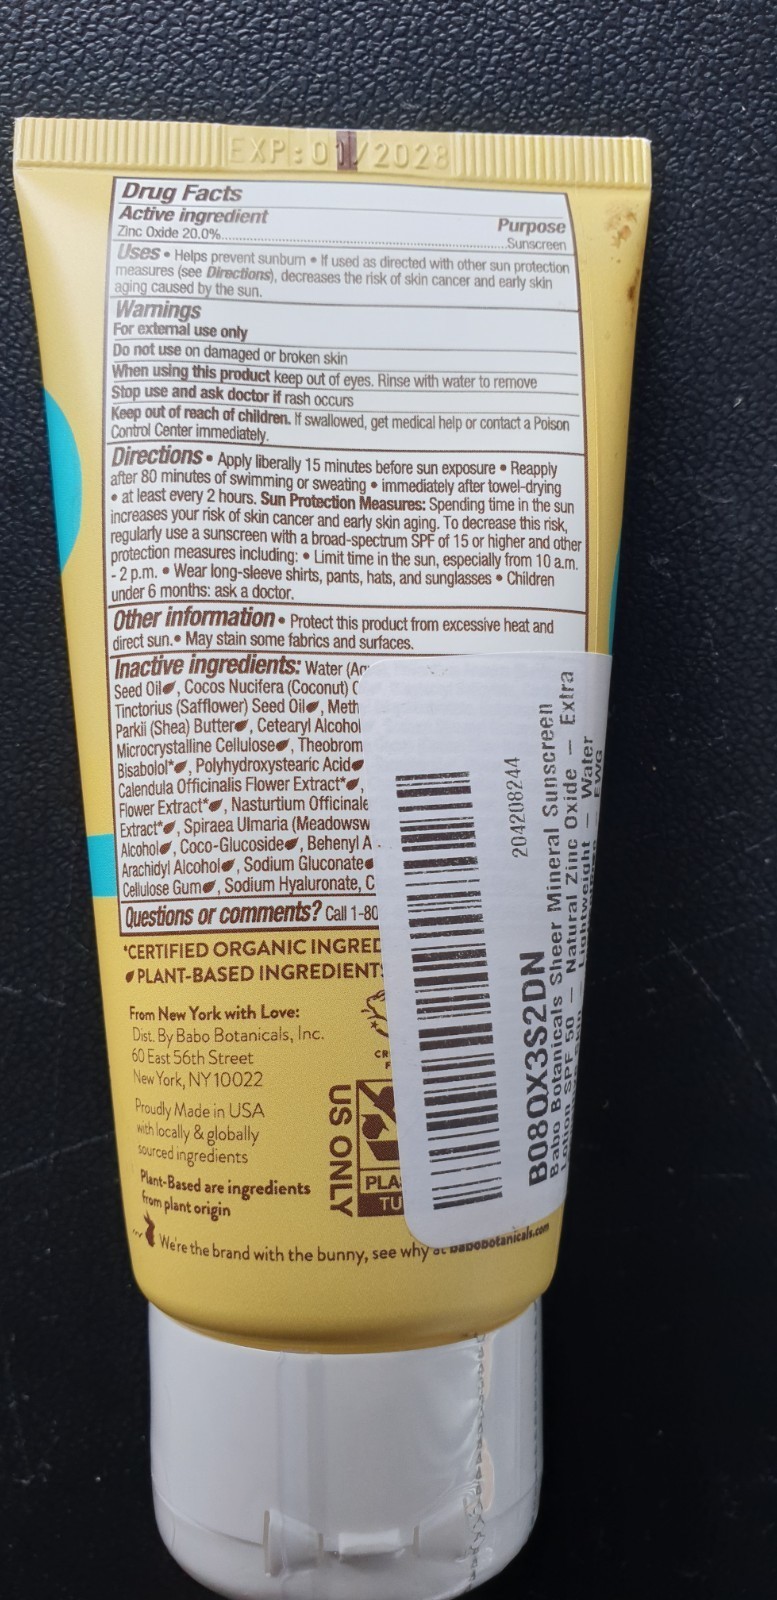 EXP:01/2028
Drug Facts
Active ingredient Purpose
Zinc Oxide 20.0%........................................................Sunscreen
Uses • Helps prevent sunburn • If used as directed with other sun protection
measures (see Directions), decreases the risk of skin cancer and early skin
aging caused by the sun.
Warnings
For external use only
Do not use on damaged or broken skin
When using this product keep out of eyes. Rinse with water to remove
Stop use and ask doctor if rash occurs
Keep out of reach of children. If swallowed, get medical help or contact a Poison
Control Center immediately.
Directions • Apply liberally 15 minutes before sun exposure • Reapply
after 80 minutes of swimming or sweating • immediately after towel-drying
• at least every 2 hours. Sun Protection Measures: Spending time in the sun
increases your risk of skin cancer and early skin aging. To decrease this risk,
regularly use a sunscreen with a broad-spectrum SPF of 15 or higher and other
protection measures including: • Limit time in the sun, especially from 10 a.m.
- 2 p.m. • Wear long-sleeve shirts, pants, hats, and sunglasses • Children
under 6 months: ask a doctor.
Other information • Protect this product from excessive heat and
direct sun. • May stain some fabrics and surfaces.
Inactive ingredients: Water
Seed Oil, Cocos Nucifera (Coconut)
Tinctorius (Safflower) Seed Oil, Meth
Parkii (Shea) Butter, Cetearyl Alcohol
Microcrystalline Cellulose, Theobrom
Bisabolol*, Polyhydroxystearic Acid
Calendula Officinalis Flower Extract*,
Flower Extract*, Nasturtium Officinale
Extract*, Spiraea Ulmaria (Meadowsw
Alcohol, Coco-Glucoside, Behenyl A
Arachidyl Alcohol, Sodium Gluconate
Cellulose Gum, Sodium Hyaluronate, C
Questions or comments? Call 1-80
*CERTIFIED ORGANIC INGRED
PLANT-BASED INGREDIENTS
From New York with Love:
Dist. By Babo Botanicals, Inc.
60 East 56th Street
New York, NY 10022
Proudly Made in USA
with locally & globally
sourced ingredients
Plant-Based are ingredients
from plant origin
We're the brand with the bunny, see why at babobotanicals.com
US ONLY
PLA
TU
204208244
B08QX3S2DN
Babo Botanicals Sheer Mineral Sunscreen
Lotion SPF 50 — Natural Zinc Oxide — Extra
Lightweight — Water
EWG